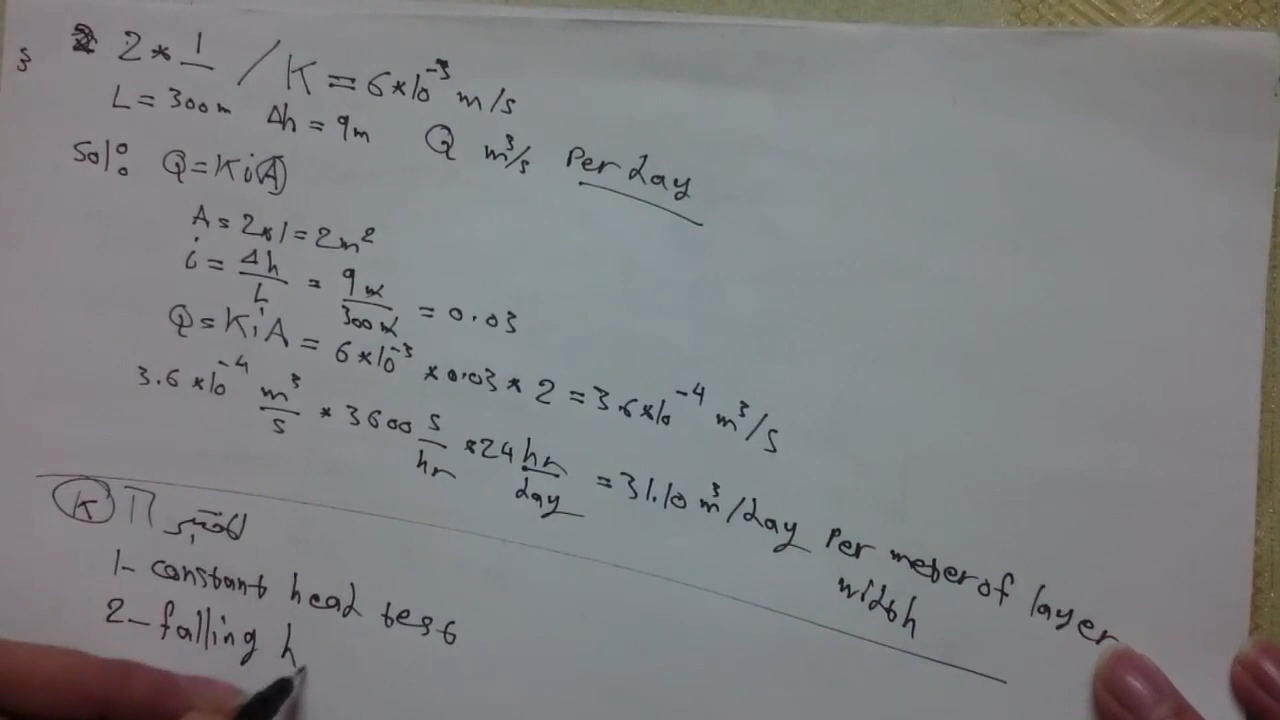 2*1 / K = 6*10⁻³ m/s
L = 300m Δh = 9m Q m³/s Per day
Sol: Q = KiA
A = 2*1 = 2m²
i = Δh/L = 9m/300m = 0.03
Q = KiA = 6*10⁻³ * 0.03 * 2 = 3.6*10⁻⁴ m³/s
3.6*10⁻⁴ m³/s * 3600 s/hr * 24 hr/day = 31.10 m³/day Per meter of layer width
K
1- constant head test
2- falling h